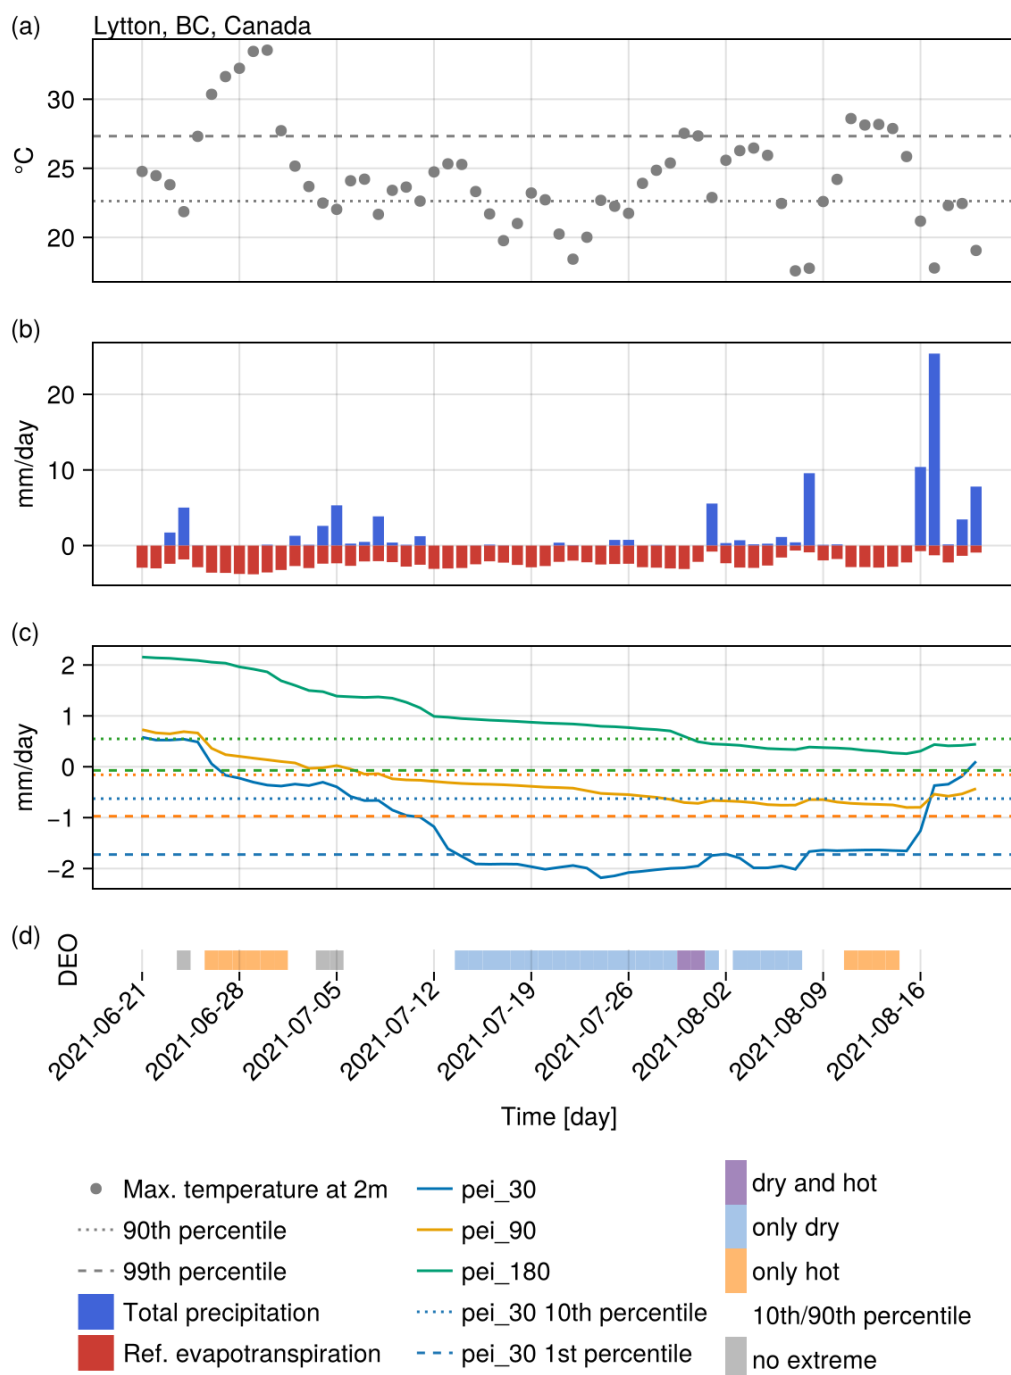 (a)
Lytton, BC, Canada
30
25
20
°C
(b)
20
10
0
mm/day
(c)
2
1
0
−1
−2
mm/day
(d)
DEO
2021-06-21
2021-06-28
2021-07-05
2021-07-12
2021-07-19
2021-07-26
2021-08-02
2021-08-09
2021-08-16
Time [day]
Max. temperature at 2m
90th percentile
99th percentile
Total precipitation
Ref. evapotranspiration
pei_30
pei_90
pei_180
pei_30 10th percentile
pei_30 1st percentile
dry and hot
only dry
only hot
10th/90th percentile
no extreme